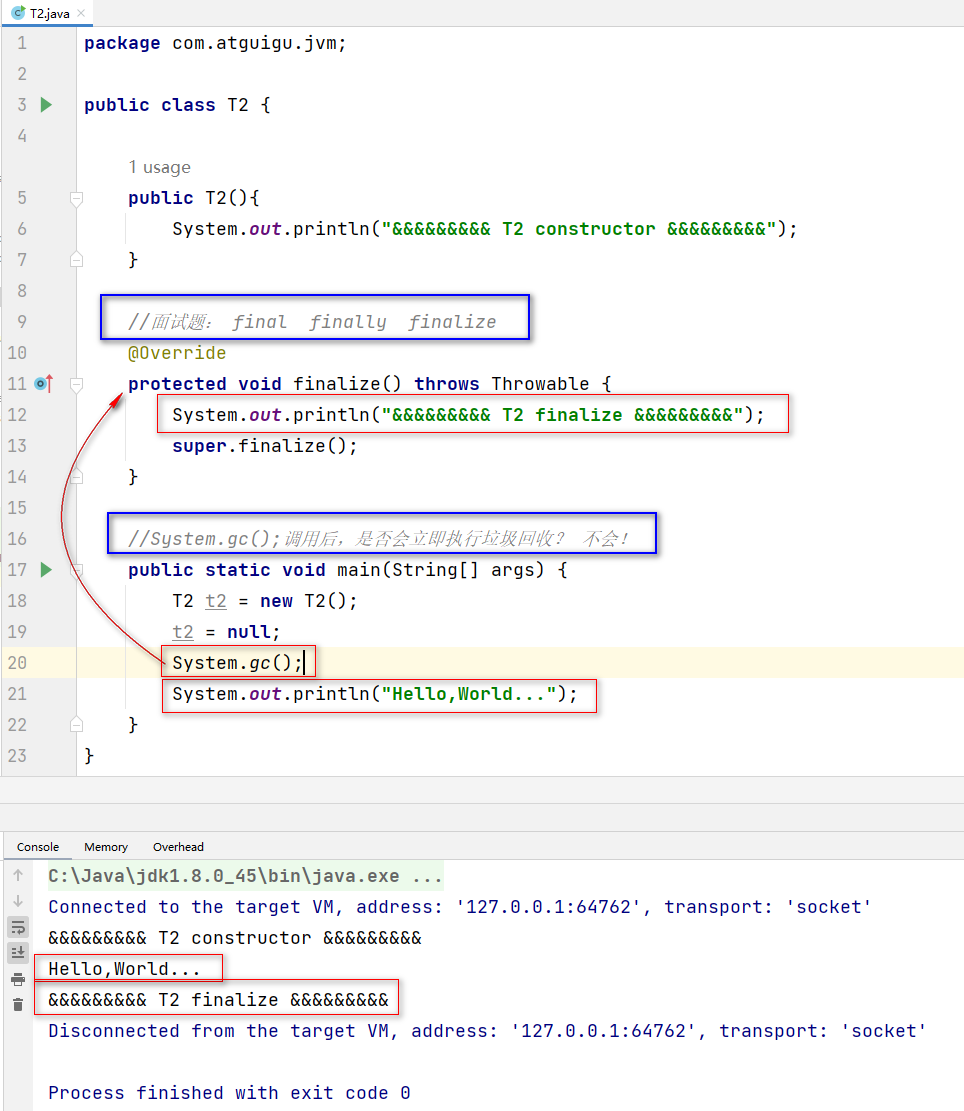 T2.java
1 package com.atguigu.jvm;
2
3 public class T2 {
4
1 usage
5 public T2(){
6 System.out.println("&&&&&&&&& T2 constructor &&&&&&&&&");
7 }
8
9 //面试题： final finally finalize
10 @Override
11 protected void finalize() throws Throwable {
12 System.out.println("&&&&&&&&& T2 finalize &&&&&&&&&");
13 super.finalize();
14 }
15
16 //System.gc();调用后，是否会立即执行垃圾回收？ 不会！
17 public static void main(String[] args) {
18 T2 t2 = new T2();
19 t2 = null;
20 System.gc();
21 System.out.println("Hello,World...");
22 }
23 }
Console Memory Overhead
C:\Java\jdk1.8.0_45\bin\java.exe ...
Connected to the target VM, address: '127.0.0.1:64762', transport: 'socket'
&&&&&&&&& T2 constructor &&&&&&&&&
Hello,World...
&&&&&&&&& T2 finalize &&&&&&&&&
Disconnected from the target VM, address: '127.0.0.1:64762', transport: 'socket'
Process finished with exit code 0